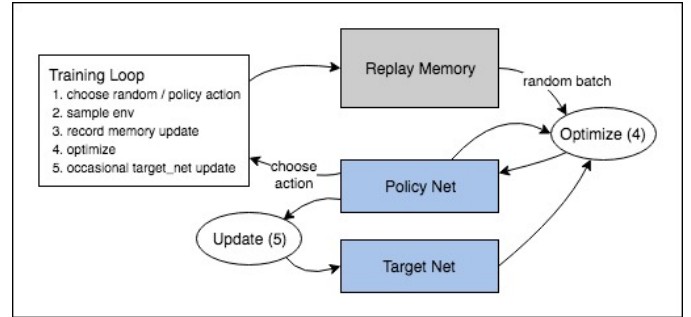 Training Loop
1. choose random / policy action
2. sample env
3. record memory update
4. optimize
5. occasional target_net update
Replay Memory
random batch
Optimize (4)
choose
action
Policy Net
Update (5)
Target Net